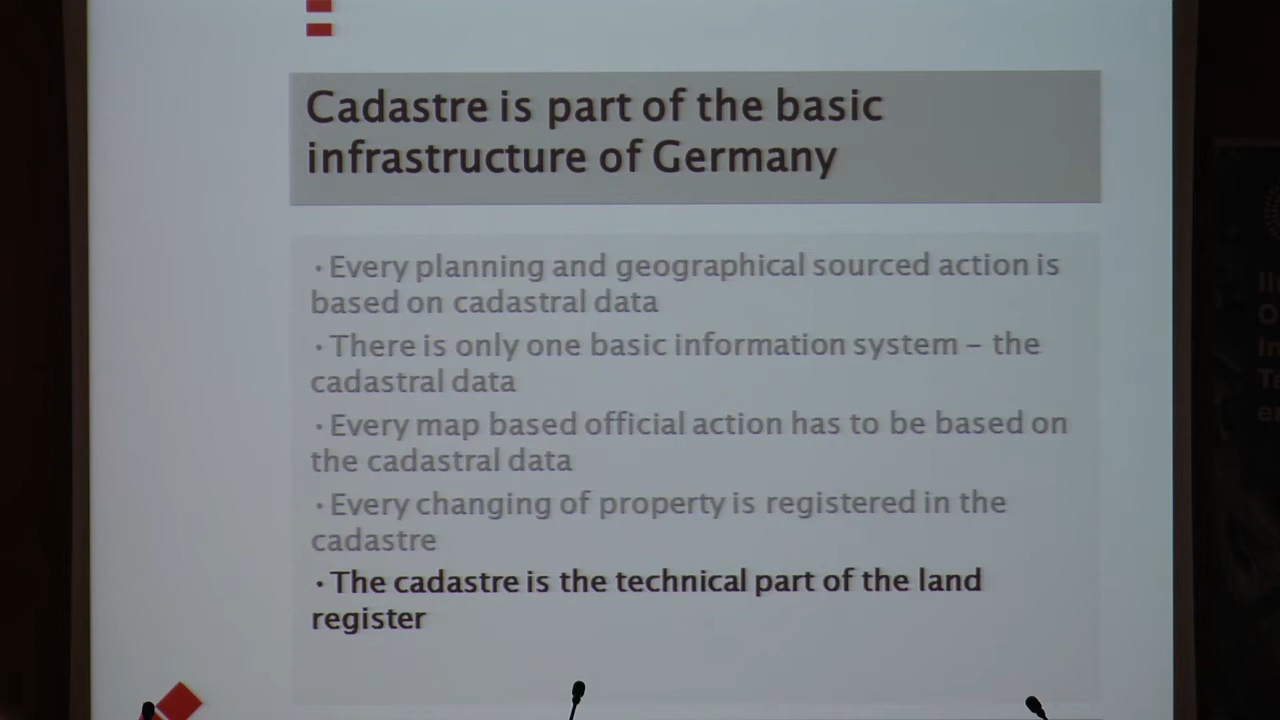 Cadastre is part of the basic
infrastructure of Germany
· Every planning and geographical sourced action is
based on cadastral data
· There is only one basic information system – the
cadastral data
· Every map based official action has to be based on
the cadastral data
· Every changing of property is registered in the
cadastre
· The cadastre is the technical part of the land
register